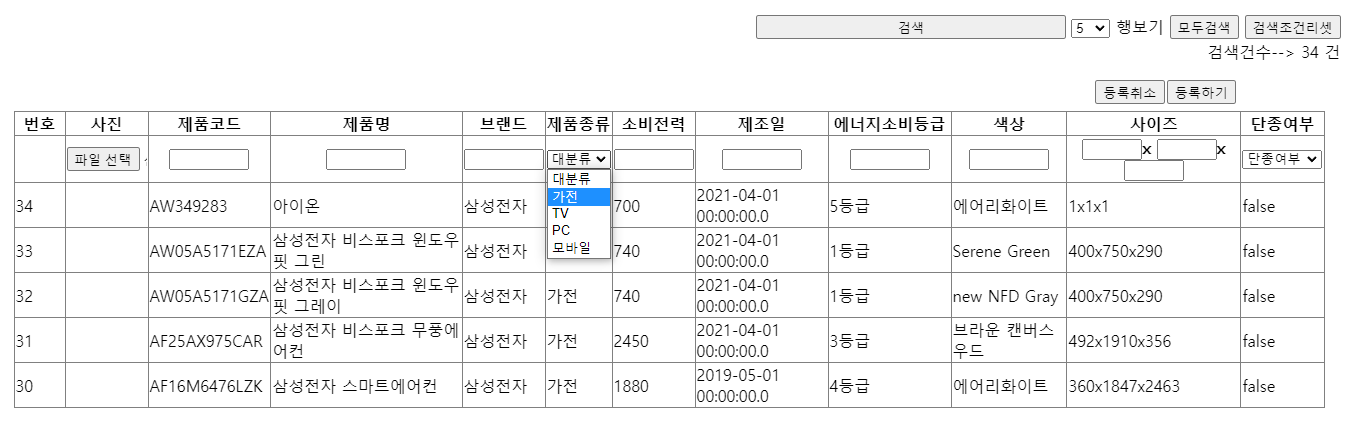 검색 5 행보기 모두검색 검색조건리셋
검색건수--> 34 건
등록취소 등록하기
번호 사진 제품코드 제품명 브랜드 제품종류 소비전력 제조일 에너지소비등급 색상 사이즈 단종여부
파일 선택 대분류 x x 단종여부
대분류
가전
TV
PC
모바일
34 AW349283 아이온 삼성전자 700 2021-04-01 00:00:00.0 5등급 에어리화이트 1x1x1 false
33 AW05A5171EZA 삼성전자 비스포크 윈도우핏 그린 삼성전자 740 2021-04-01 00:00:00.0 1등급 Serene Green 400x750x290 false
32 AW05A5171GZA 삼성전자 비스포크 윈도우핏 그레이 삼성전자 가전 740 2021-04-01 00:00:00.0 1등급 new NFD Gray 400x750x290 false
31 AF25AX975CAR 삼성전자 비스포크 무풍에어컨 삼성전자 가전 2450 2021-04-01 00:00:00.0 3등급 브라운 캔버스우드 492x1910x356 false
30 AF16M6476LZK 삼성전자 스마트에어컨 삼성전자 가전 1880 2019-05-01 00:00:00.0 4등급 에어리화이트 360x1847x2463 false